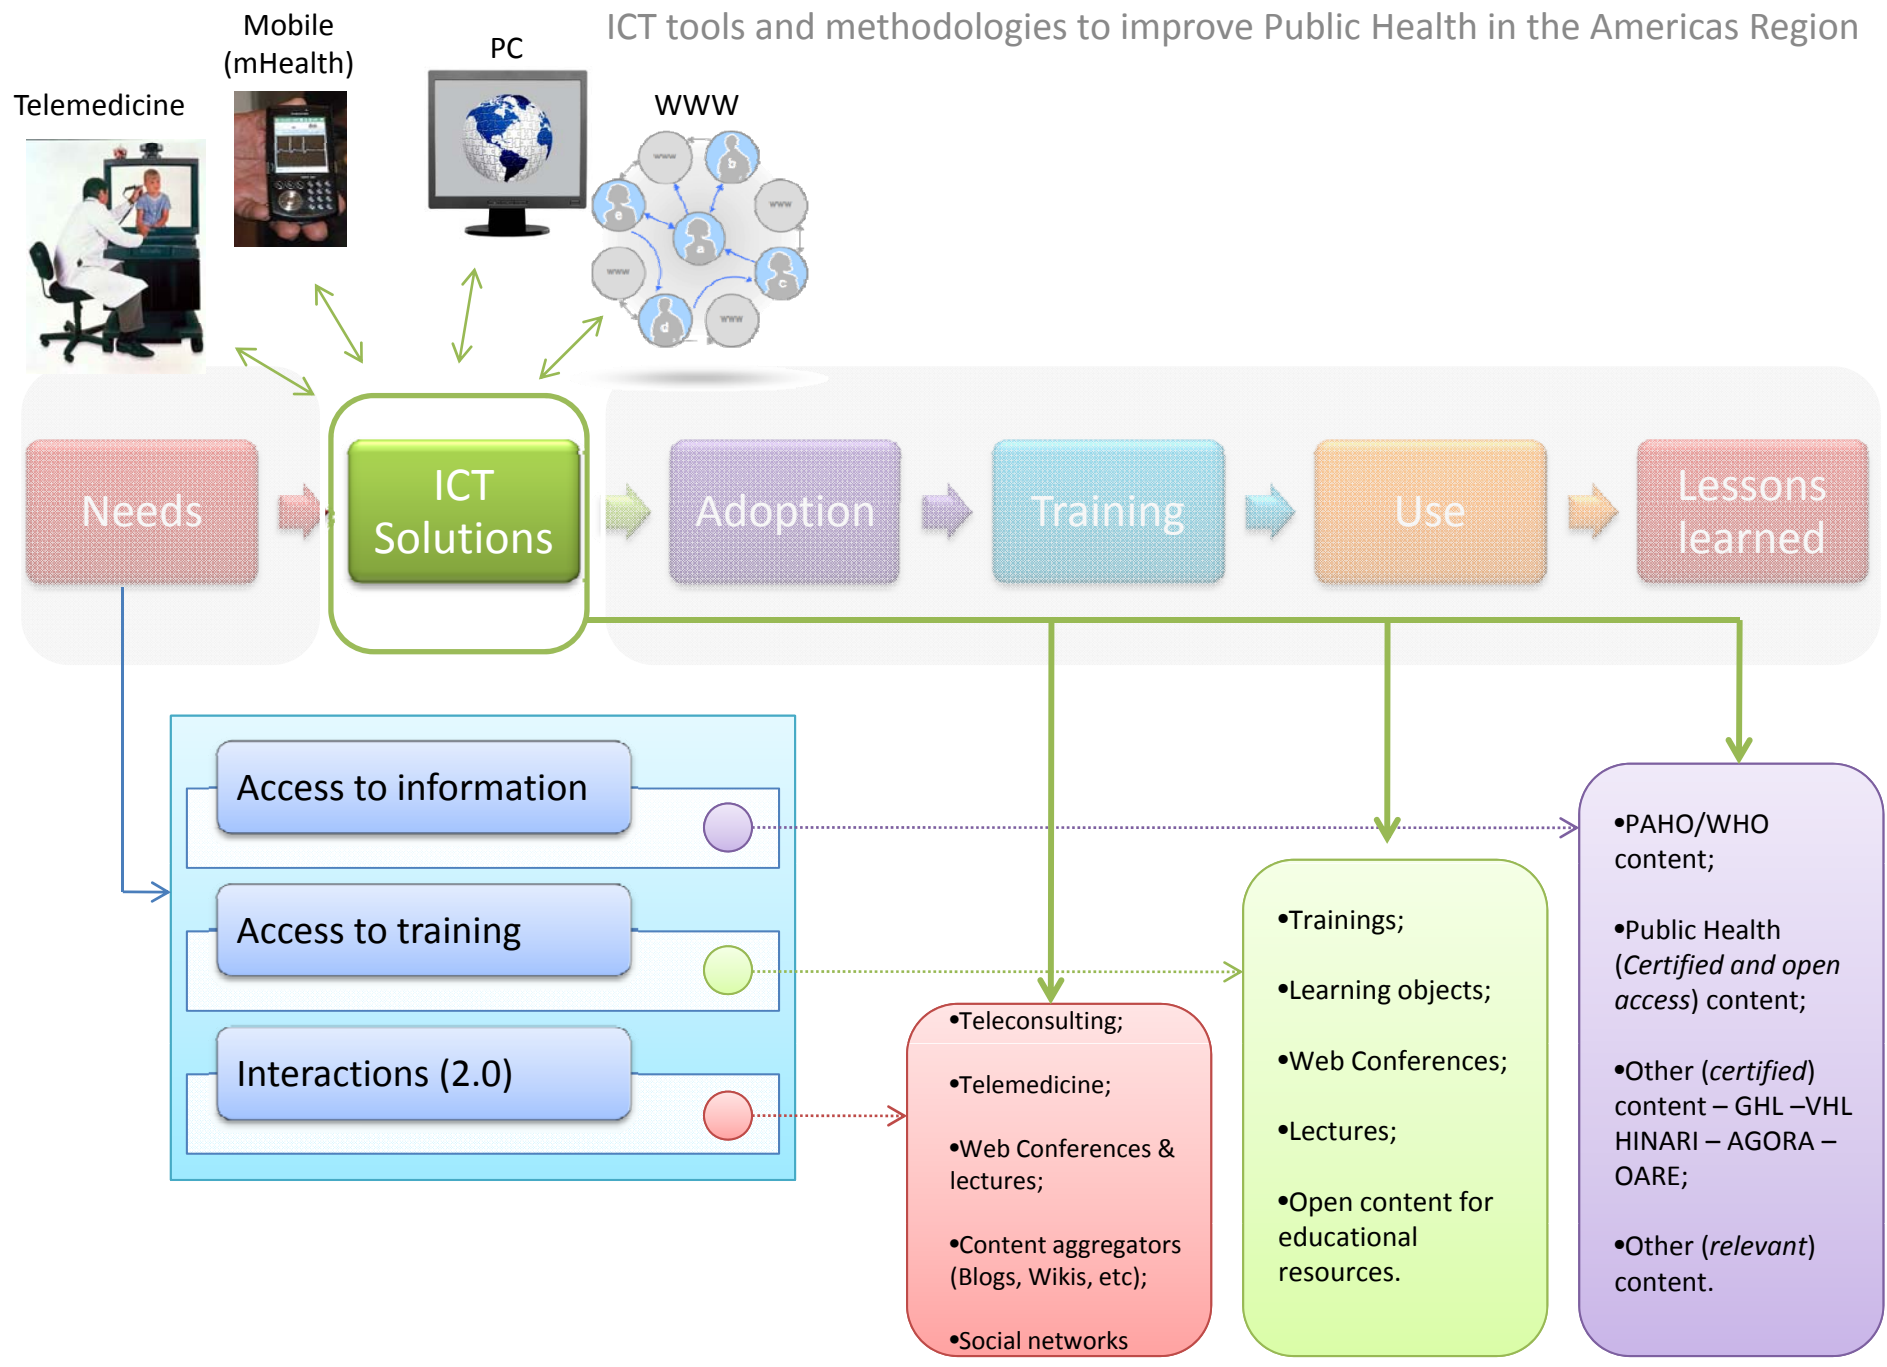 ICT tools and methodologies to improve Public Health in the Americas Region
Mobile
(mHealth)
PC
Telemedicine
WWW
www
b
e
www
a
www
c
d
www
Needs
ICT
Solutions
Adoption
Training
Use
Lessons
learned
Access to information
Access to training
Interactions (2.0)
•Teleconsulting;
•Telemedicine;
•Web Conferences &
lectures;
•Content aggregators
(Blogs, Wikis, etc);
•Social networks
•Trainings;
•Learning objects;
•Web Conferences;
•Lectures;
•Open content for
educational
resources.
•PAHO/WHO
content;
•Public Health
(Certified and open
access) content;
•Other (certified)
content – GHL –VHL
HINARI – AGORA –
OARE;
•Other (relevant)
content.